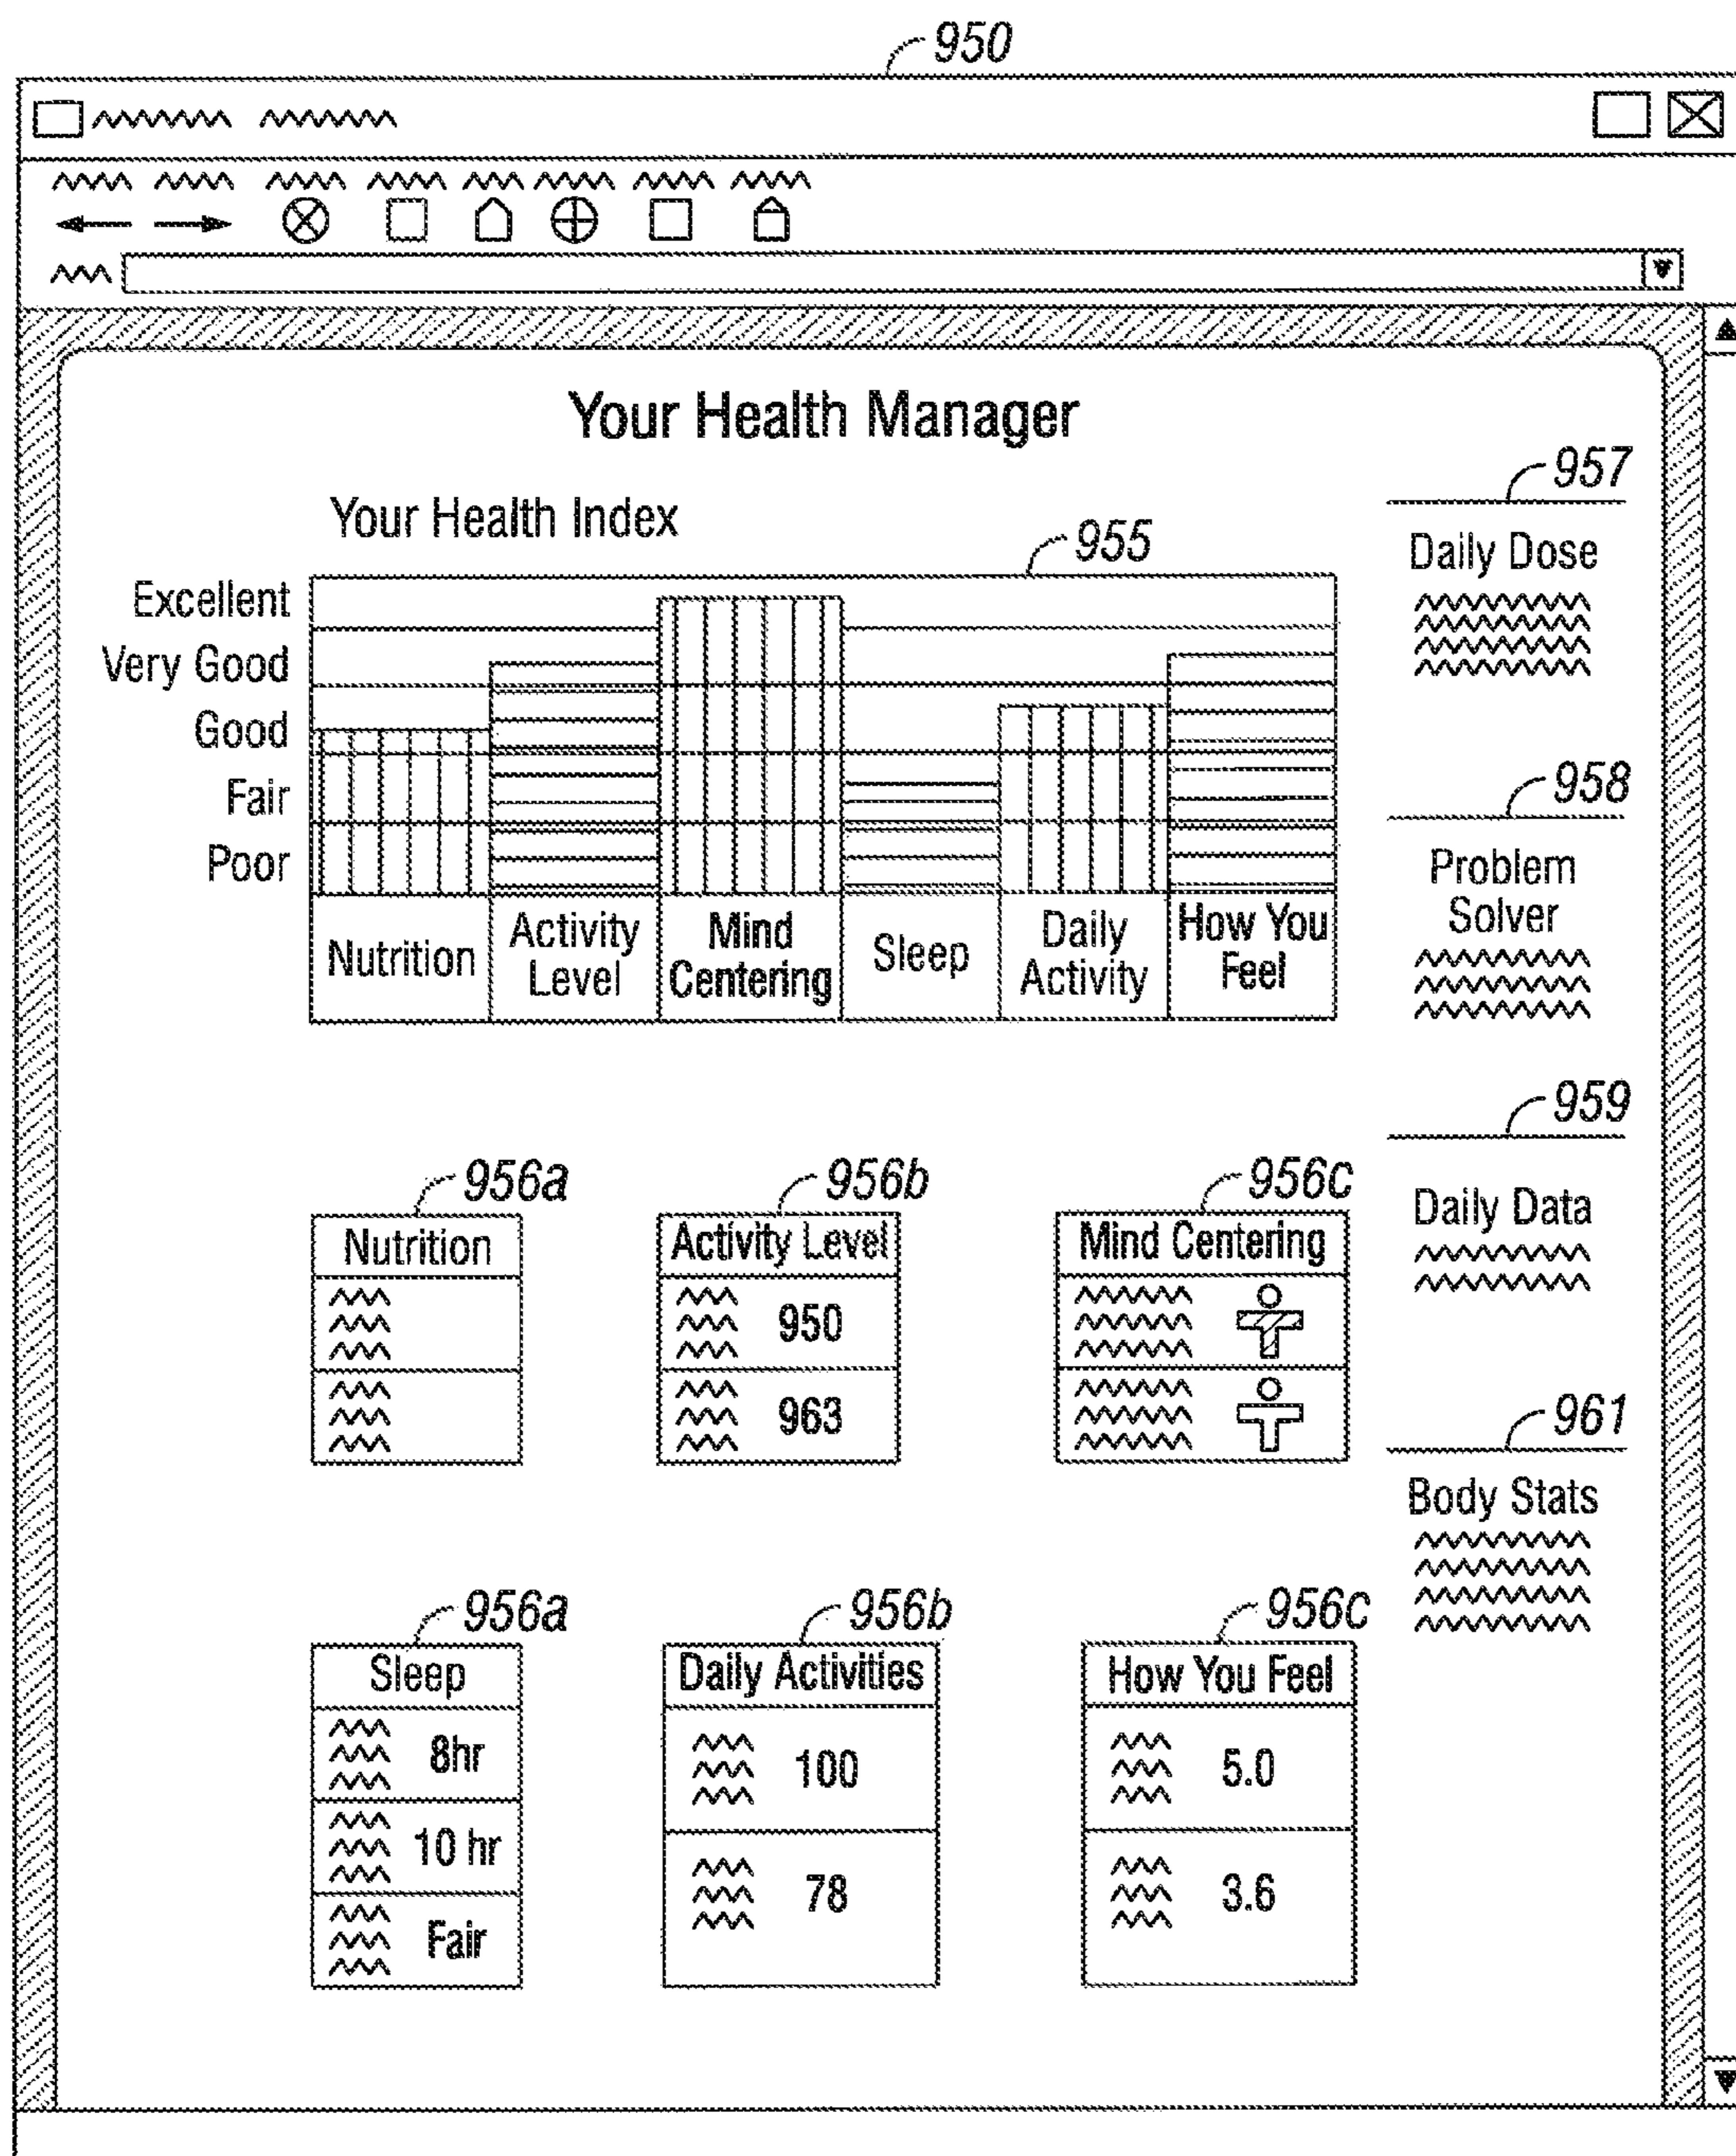 950
Your Health Manager
Your Health Index
955
Excellent
Very Good
Good
Fair
Poor
Nutrition
Activity
Level
Mind
Centering
Sleep
Daily
Activity
How You
Feel
957
Daily Dose
958
Problem
Solver
959
Daily Data
961
Body Stats
956a
Nutrition
956b
Activity Level
950
963
956c
Mind Centering
956a
Sleep
8hr
10 hr
Fair
956b
Daily Activities
100
78
956c
How You Feel
5.0
3.6